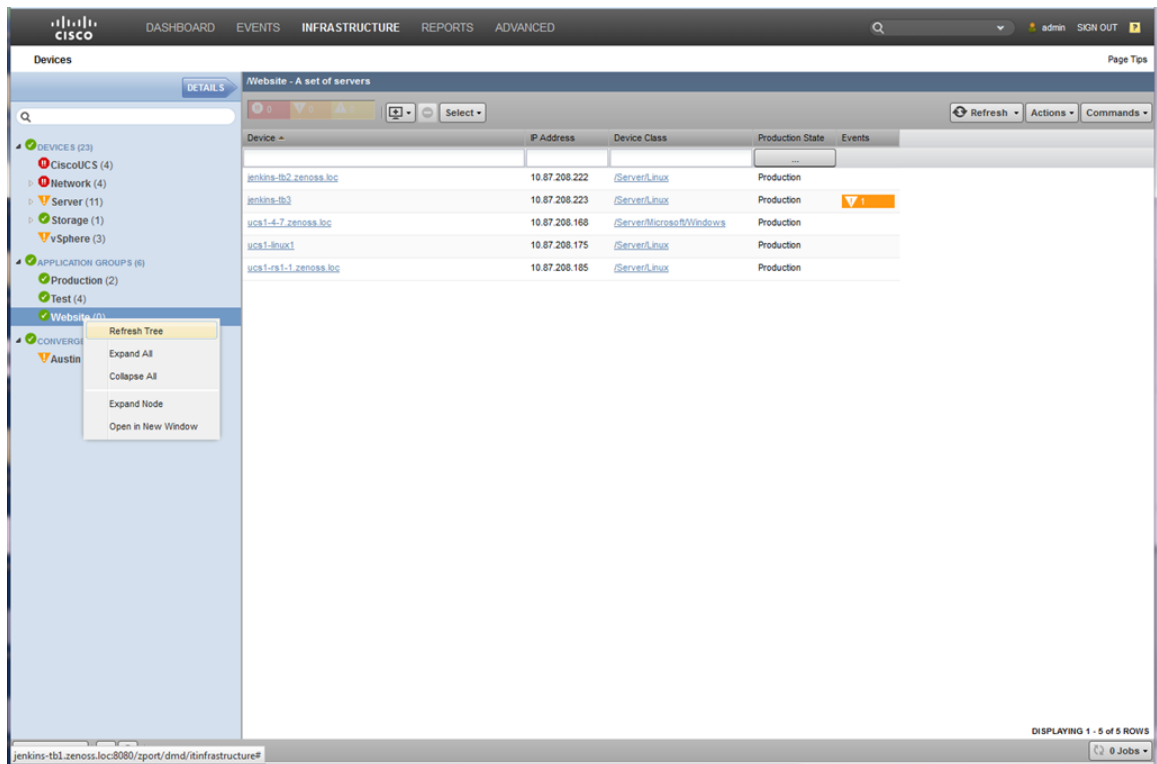 CISCO
DASHBOARD EVENTS INFRASTRUCTURE REPORTS ADVANCED
admin SIGN OUT ?
Devices
Page Tips
DETAILS
/Website - A set of servers
0 0
Select
Refresh Actions Commands
DEVICES (23)
CiscoUCS (4)
Network (4)
Server (11)
Storage (1)
vSphere (3)
APPLICATION GROUPS (6)
Production (2)
Test (4)
Website (0)
CONVERG
Austin
Refresh Tree
Expand All
Collapse All
Expand Node
Open in New Window
Device IP Address Device Class Production State Events
...
jenkins-tb2.zenoss.loc 10.87.208.222 /Server/Linux Production
jenkins-tb3 10.87.208.223 /Server/Linux Production 1
ucs1-4-7.zenoss.loc 10.87.208.168 /Server/Microsoft/Windows Production
ucs1-linux1 10.87.208.175 /Server/Linux Production
ucs1-rs1-1.zenoss.loc 10.87.208.185 /Server/Linux Production
DISPLAYING 1 - 5 of 5 ROWS
jenkins-tb1.zenoss.loc:8080/zport/dmd/itinfrastructure#
0 Jobs